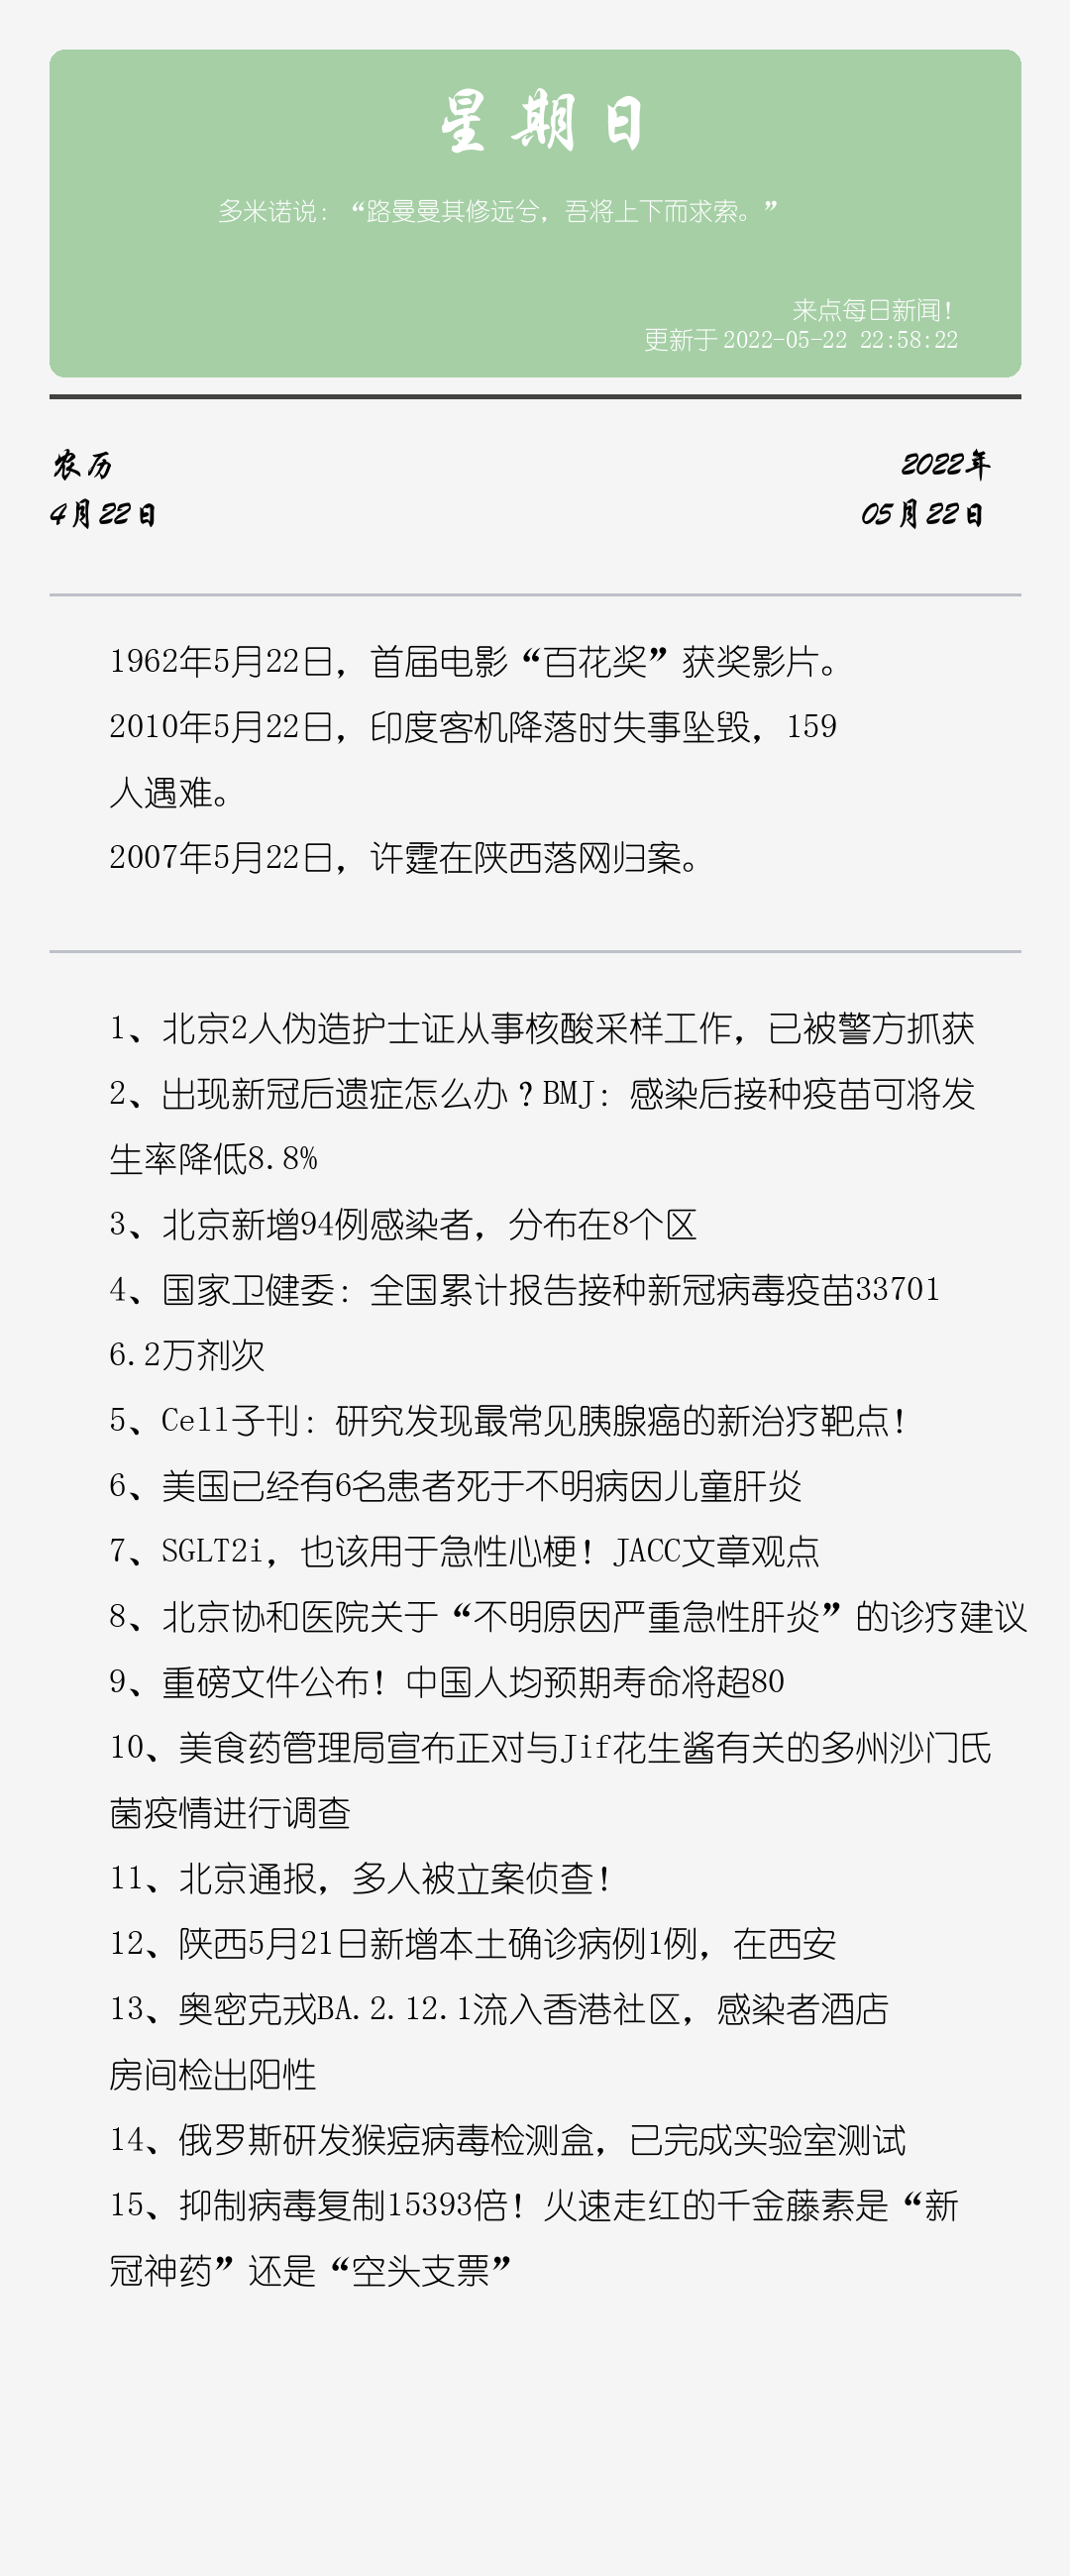 星期日
多米诺说：“路曼曼其修远兮，吾将上下而求索。”
来点每日新闻！
更新于 2022-05-22 22:58:22
农历
2022年
4月22日
05月22日
1962年5月22日，首届电影“百花奖”获奖影片。
2010年5月22日，印度客机降落时失事坠毁，159
人遇难。
2007年5月22日，许霆在陕西落网归案。
1、北京2人伪造护士证从事核酸采样工作，已被警方抓获
2、出现新冠后遗症怎么办？BMJ：感染后接种疫苗可将发
生率降低8.8%
3、北京新增94例感染者，分布在8个区
4、国家卫健委：全国累计报告接种新冠病毒疫苗33701
6.2万剂次
5、Cell子刊：研究发现最常见胰腺癌的新治疗靶点！
6、美国已经有6名患者死于不明病因儿童肝炎
7、SGLT2i，也该用于急性心梗！JACC文章观点
8、北京协和医院关于“不明原因严重急性肝炎”的诊疗建议
9、重磅文件公布！中国人均预期寿命将超80
10、美食药管理局宣布正对与Jif花生酱有关的多州沙门氏
菌疫情进行调查
11、北京通报，多人被立案侦查！
12、陕西5月21日新增本土确诊病例1例，在西安
13、奥密克戎BA.2.12.1流入香港社区，感染者酒店
房间检出阳性
14、俄罗斯研发猴痘病毒检测盒，已完成实验室测试
15、抑制病毒复制15393倍！火速走红的千金藤素是“新
冠神药”还是“空头支票”